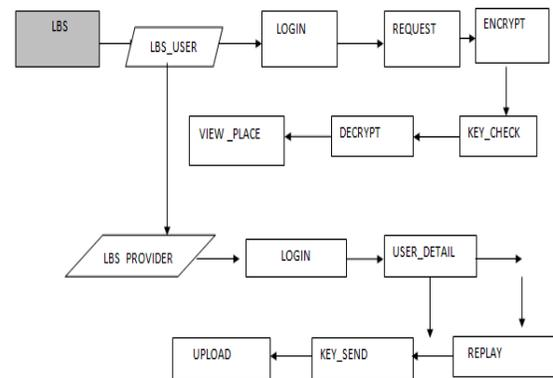 LBS
LBS_USER
LOGIN
REQUEST
ENCRYPT
VIEW _PLACE
DECRYPT
KEY_CHECK
LBS PROVIDER
LOGIN
USER_DETAIL
UPLOAD
KEY_SEND
REPLAY